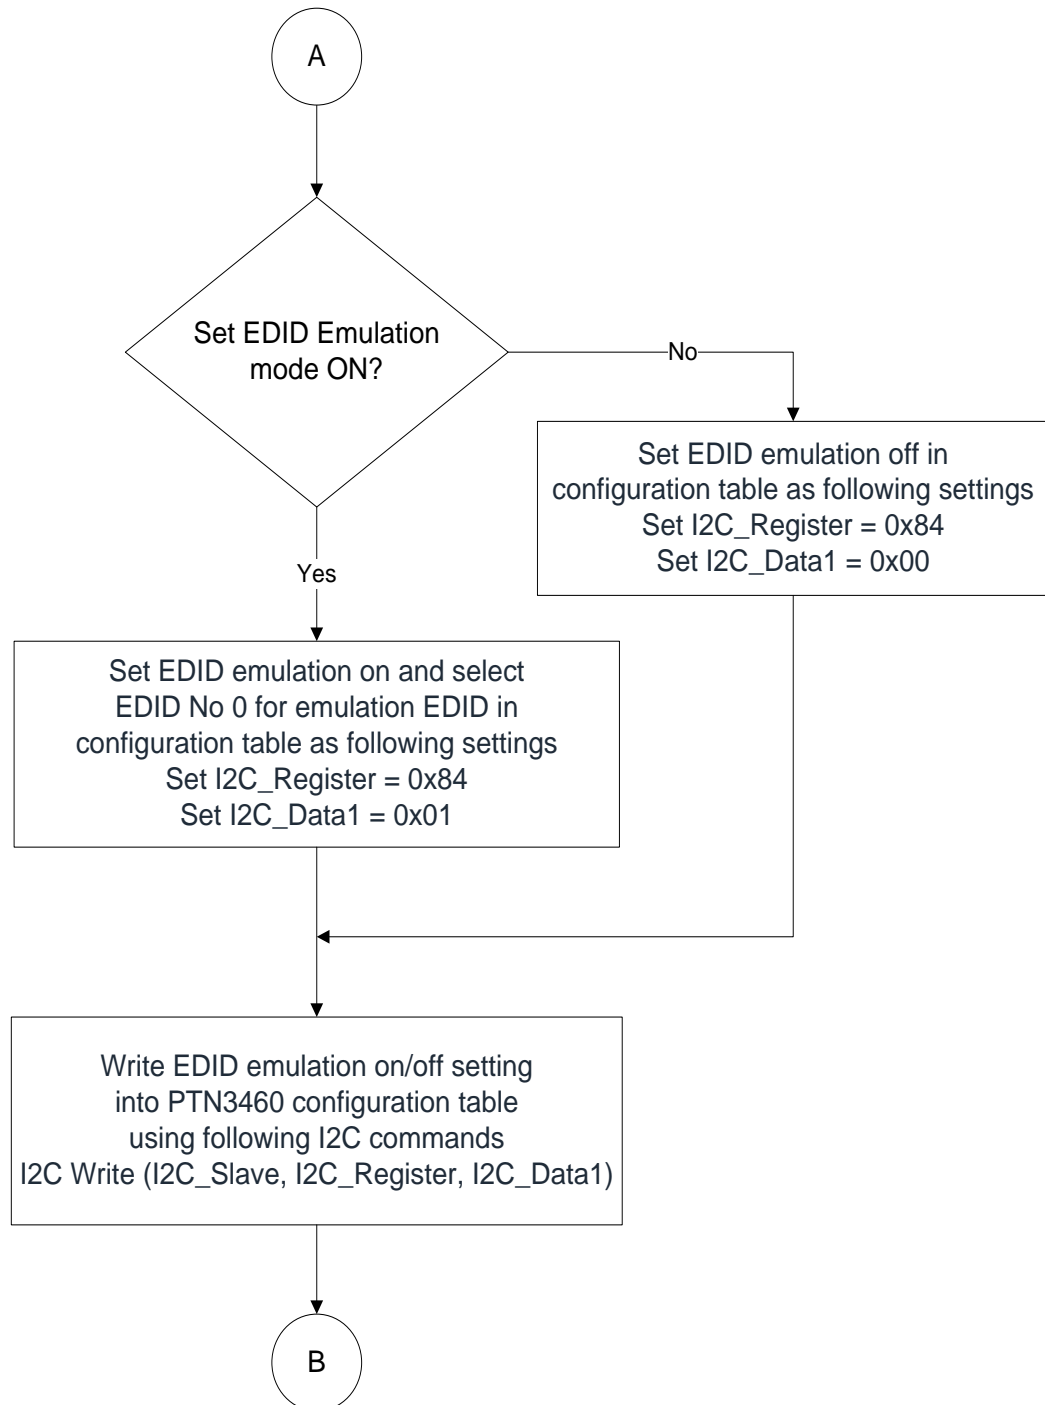 A
Set EDID Emulation
mode ON?
No
Set EDID emulation off in
configuration table as following settings
Set I2C_Register = 0x84
Set I2C_Data1 = 0x00
Yes
Set EDID emulation on and select
EDID No 0 for emulation EDID in
configuration table as following settings
Set I2C_Register = 0x84
Set I2C_Data1 = 0x01
Write EDID emulation on/off setting
into PTN3460 configuration table
using following I2C commands
I2C Write (I2C_Slave, I2C_Register, I2C_Data1)
B